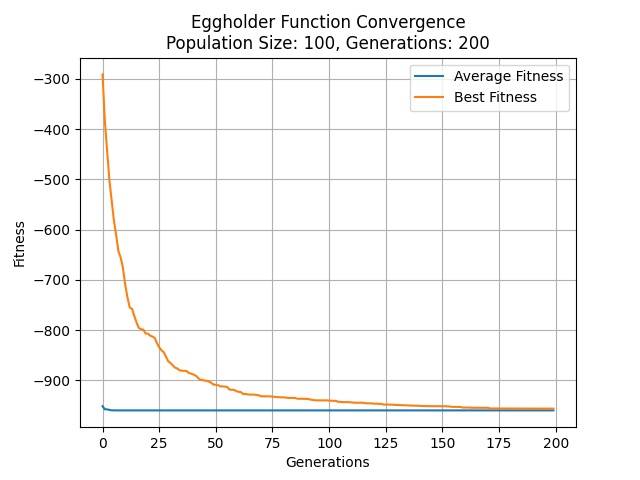 Eggholder Function Convergence
Population Size: 100, Generations: 200
Average Fitness
Best Fitness
−300
−400
−500
−600
−700
−800
−900
Fitness
0 25 50 75 100 125 150 175 200
Generations